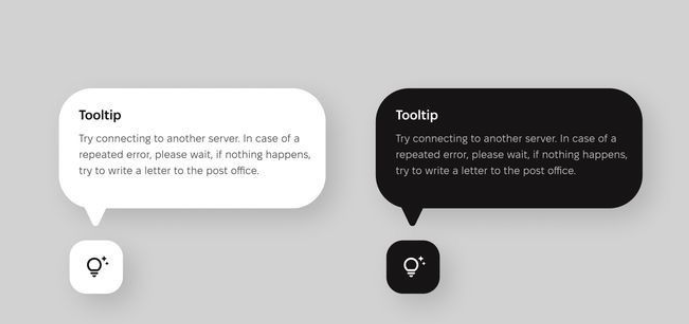 Tooltip
Try connecting to another server. In case of a
repeated error, please wait, if nothing happens,
try to write a letter to the post office.
Tooltip
Try connecting to another server. In case of a
repeated error, please wait, if nothing happens,
try to write a letter to the post office.